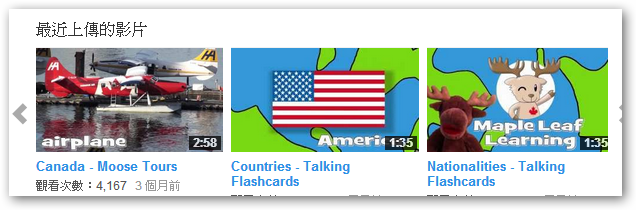 最近上傳的影片
airplane
2:58
Americ
1:35
Maple Leaf
Learning
1:35
Canada - Moose Tours
觀看次數：4,167 3 個月前
Countries - Talking
Flashcards
Nationalities - Talking
Flashcards